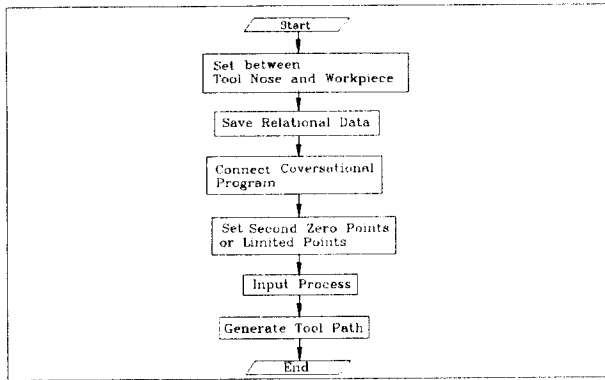 Start
Set between
Tool Nose and Workpiece
Save Relational Data
Connect Coversational
Program
Set Second Zero Points
or Limited Points
Input Process
Generate Tool Path
End